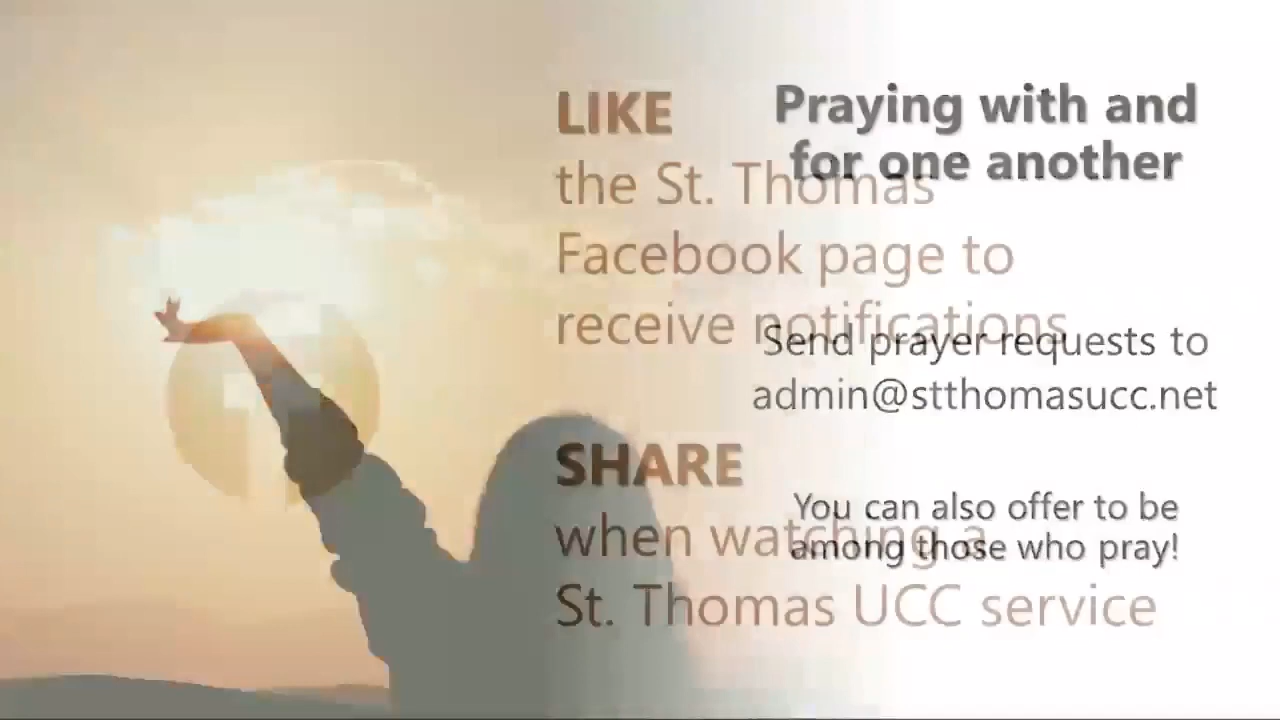 LIKE
the St. Thomas
Facebook page to
receive notifications
SHARE
when watching a
St. Thomas UCC service
Praying with and
for one another
Send prayer requests to
admin@stthomasucc.net
You can also offer to be
among those who pray!